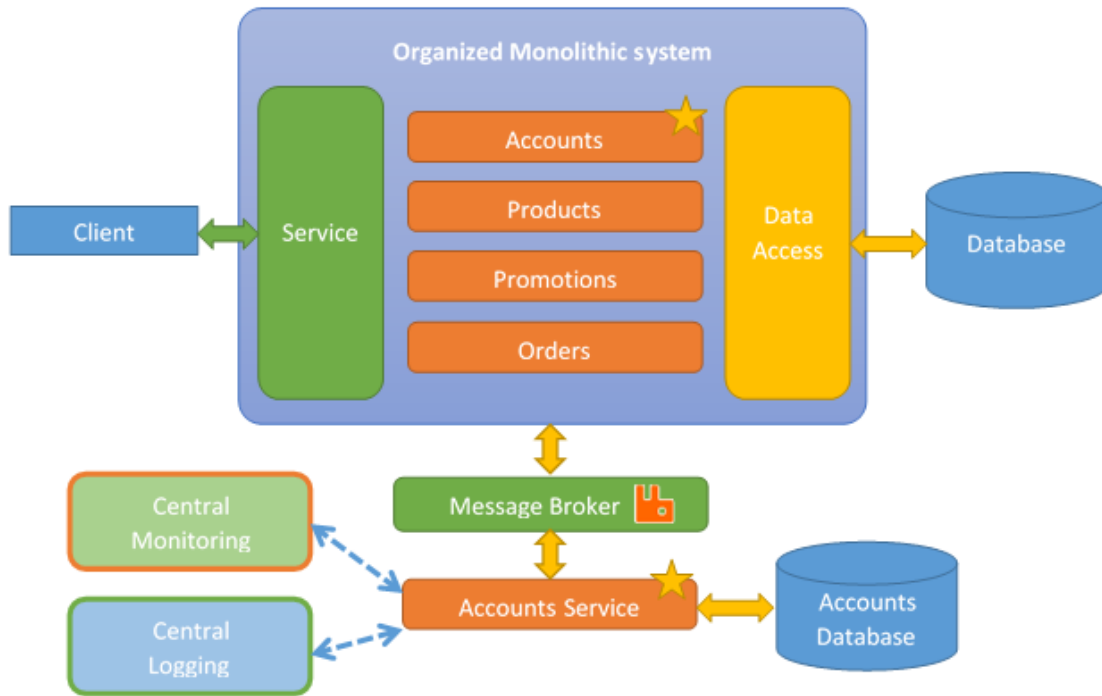 Organized Monolithic system
Accounts
Products
Promotions
Orders
Service
Data
Access
Client
Database
Message Broker
Central
Monitoring
Accounts Service
Central
Logging
Accounts
Database